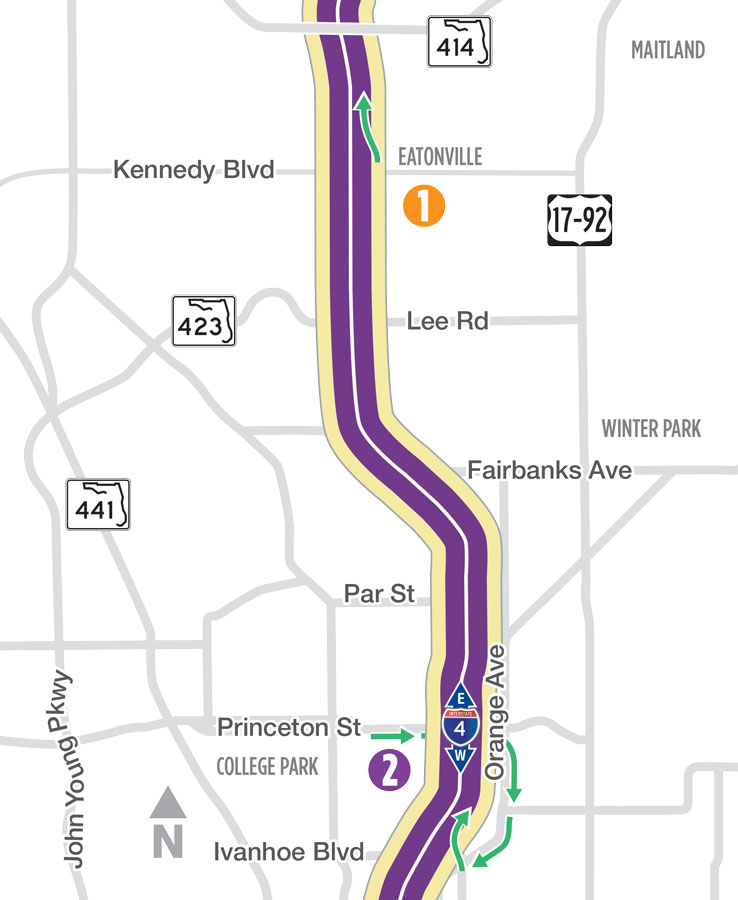 414
MAITLAND
EATONVILLE
Kennedy Blvd
1
17-92
423
Lee Rd
WINTER PARK
Fairbanks Ave
441
Par St
Orange Ave
John Young Pkwy
E
INTERSTATE
4
W
Princeton St
COLLEGE PARK
2
N
Ivanhoe Blvd